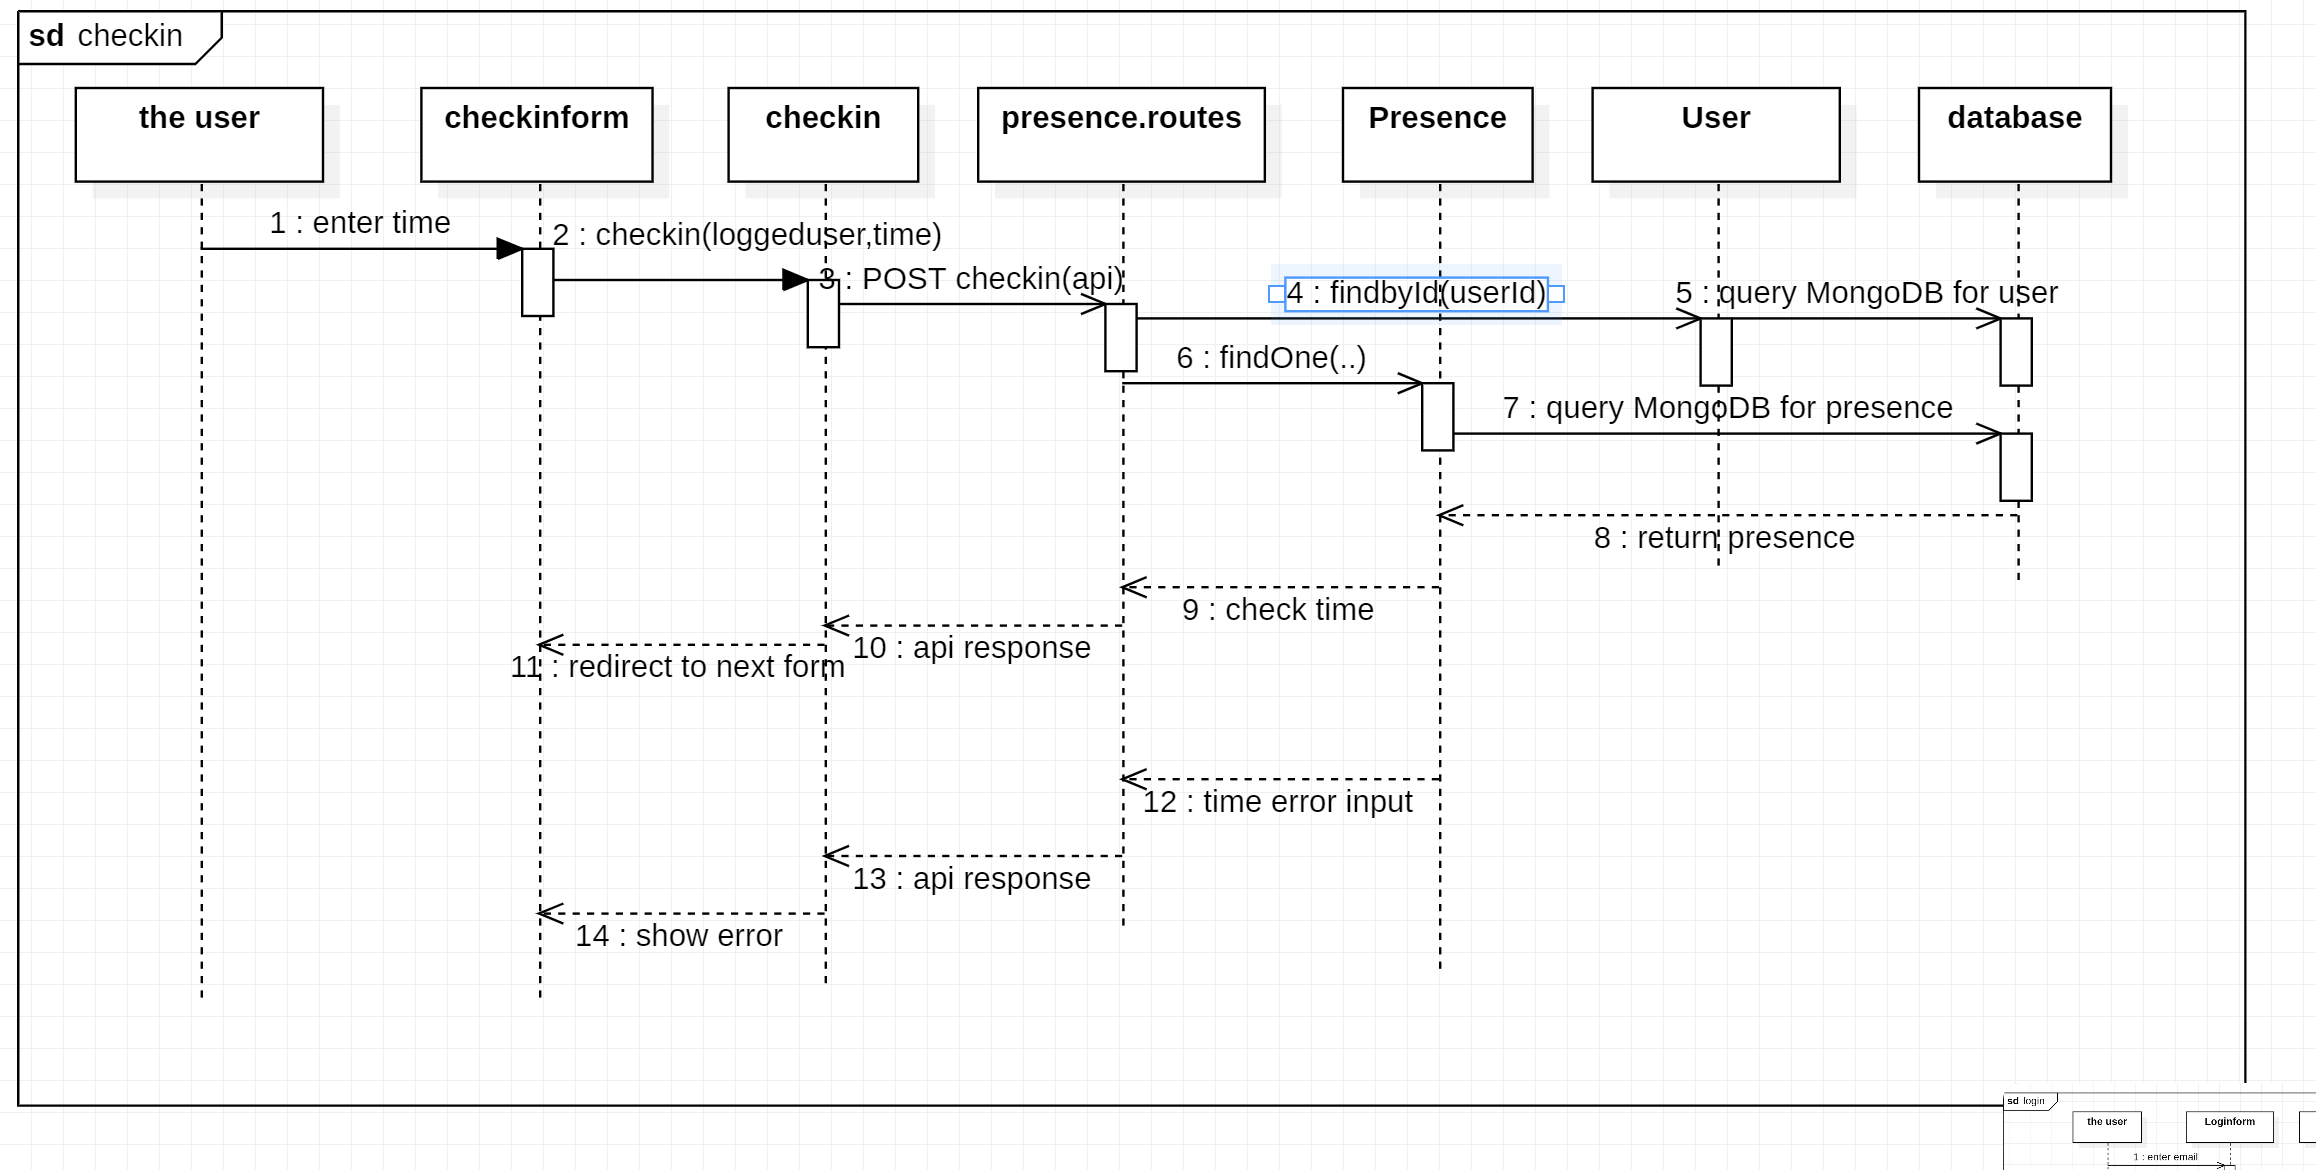 sd checkin
the user
checkinform
checkin
presence.routes
Presence
User
database
1 : enter time
2 : checkin(loggeduser,time)
3 : POST checkin(api)
4 : findbyId(userId)
5 : query MongoDB for user
6 : findOne(..)
7 : query MongoDB for presence
8 : return presence
9 : check time
10 : api response
11 : redirect to next form
12 : time error input
13 : api response
14 : show error
sd login
the user
Loginform
1 : enter email